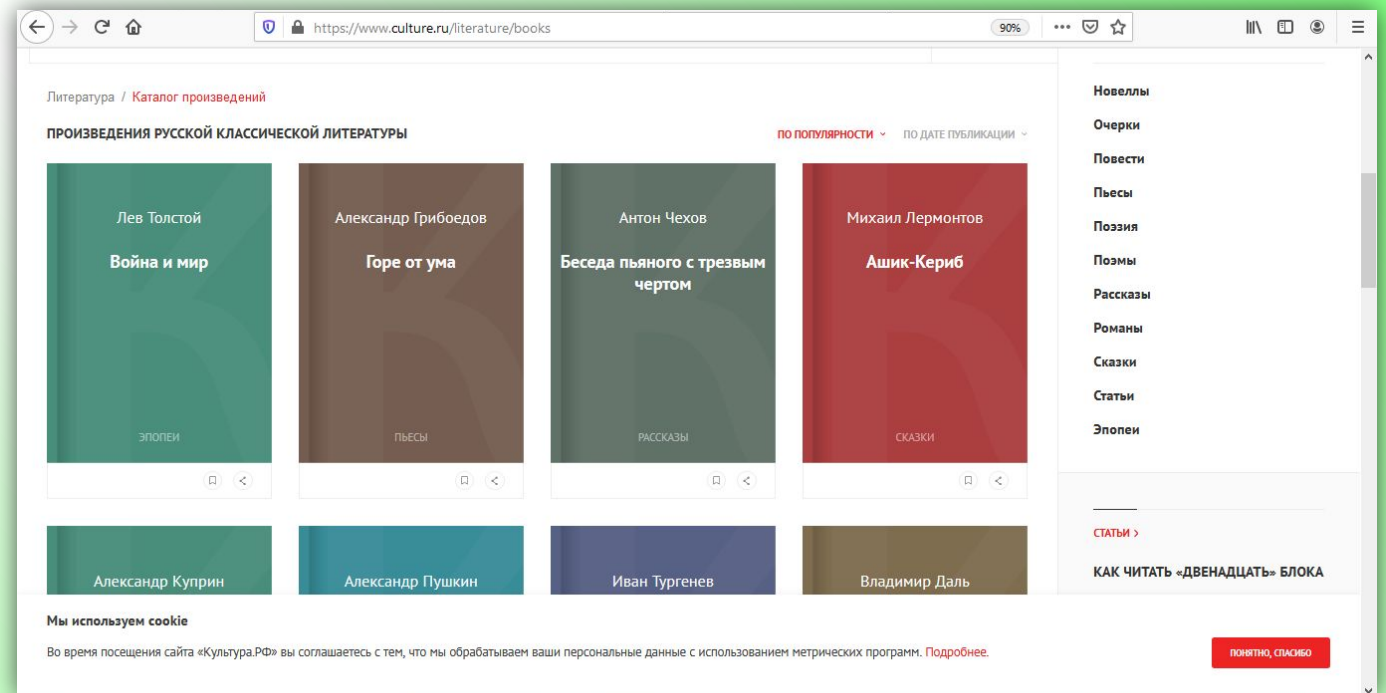 https://www.culture.ru/literature/books
90%
Литература / Каталог произведений
ПРОИЗВЕДЕНИЯ РУССКОЙ КЛАССИЧЕСКОЙ ЛИТЕРАТУРЫ
ПО ПОПУЛЯРНОСТИ ПО ДАТЕ ПУБЛИКАЦИИ
Лев Толстой
Война и мир
ЭПОПЕИ
Александр Грибоедов
Горе от ума
ПЬЕСЫ
Антон Чехов
Беседа пьяного с трезвым
чертом
РАССКАЗЫ
Михаил Лермонтов
Ашик-Кериб
СКАЗКИ
Александр Куприн
Александр Пушкин
Иван Тургенев
Владимир Даль
Новеллы
Очерки
Повести
Пьесы
Поэзия
Поэмы
Рассказы
Романы
Сказки
Статьи
Эпопеи
СТАТЬИ >
КАК ЧИТАТЬ «ДВЕНАДЦАТЬ» БЛОКА
Мы используем cookie
Во время посещения сайта «Культура.РФ» вы соглашаетесь с тем, что мы обрабатываем ваши персональные данные с использованием метрических программ. Подробнее.
ПОНЯТНО, СПАСИБО